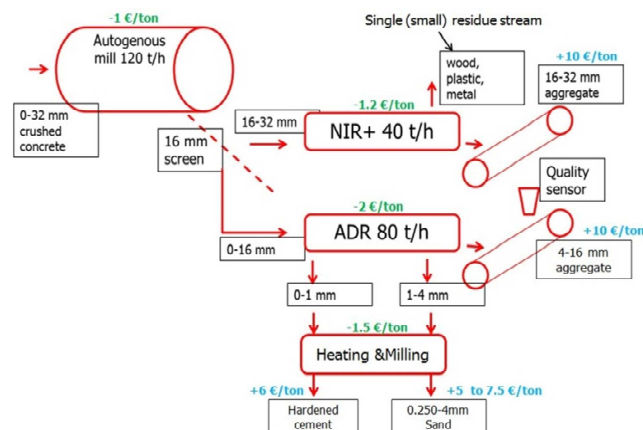 -1 €/ton
Autogenous
mill 120 t/h
0-32 mm
crushed
concrete
16 mm
screen
Single (small) residue stream
wood,
plastic,
metal
16-32 mm
-1.2 €/ton
NIR+ 40 t/h
+10 €/ton
16-32 mm
aggregate
Quality
sensor
0-16 mm
-2 €/ton
ADR 80 t/h
+10 €/ton
4-16 mm
aggregate
0-1 mm
1-4 mm
-1.5 €/ton
Heating &Milling
+6 €/ton
Hardened
cement
+5 to 7.5 €/ton
0.250-4mm
Sand